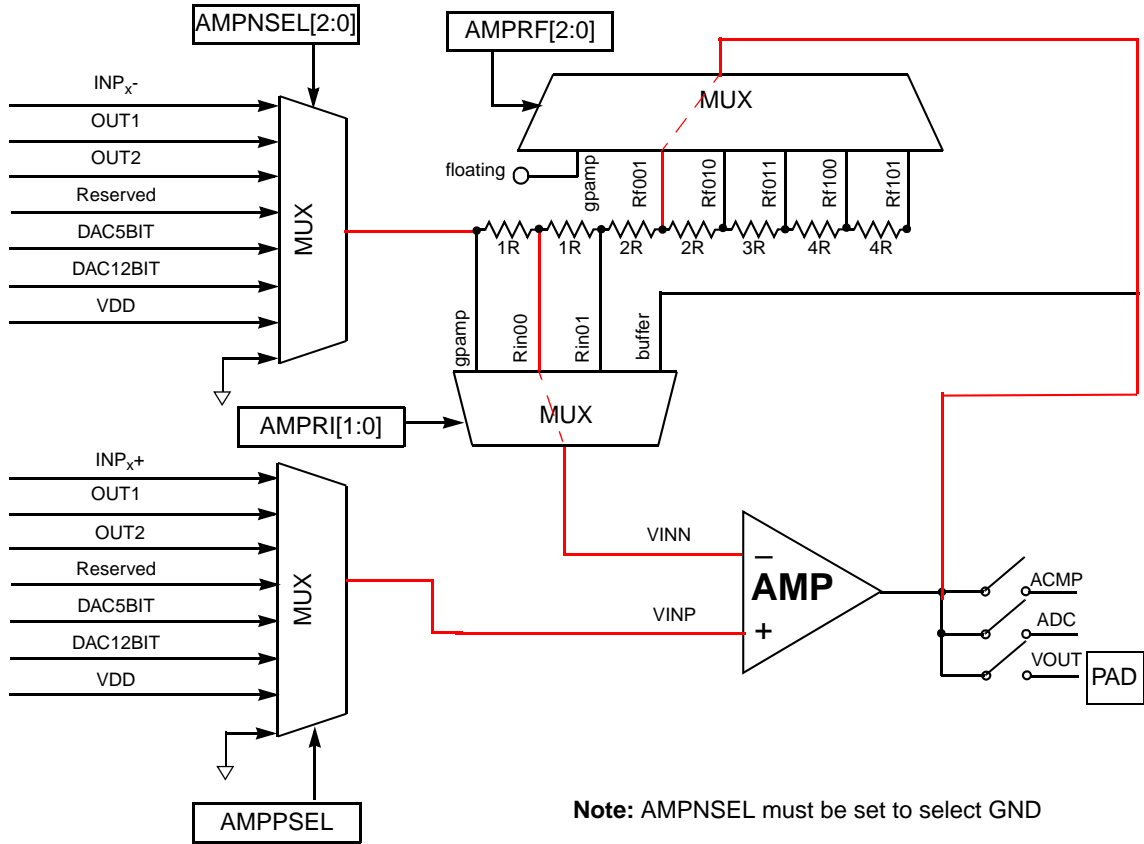 AMPNSEL[2:0]
AMPRF[2:0]
INPx-
OUT1
OUT2
Reserved
DAC5BIT
DAC12BIT
VDD
MUX
MUX
floating
gpamp
Rf001
Rf010
Rf011
Rf100
Rf101
1R
1R
2R
2R
3R
4R
4R
gpamp
Rin00
Rin01
buffer
MUX
AMPRI[1:0]
INPx+
OUT1
OUT2
Reserved
DAC5BIT
DAC12BIT
VDD
MUX
VINN
VINP
−
AMP
+
ACMP
ADC
VOUT
PAD
AMPPSEL
Note: AMPNSEL must be set to select GND